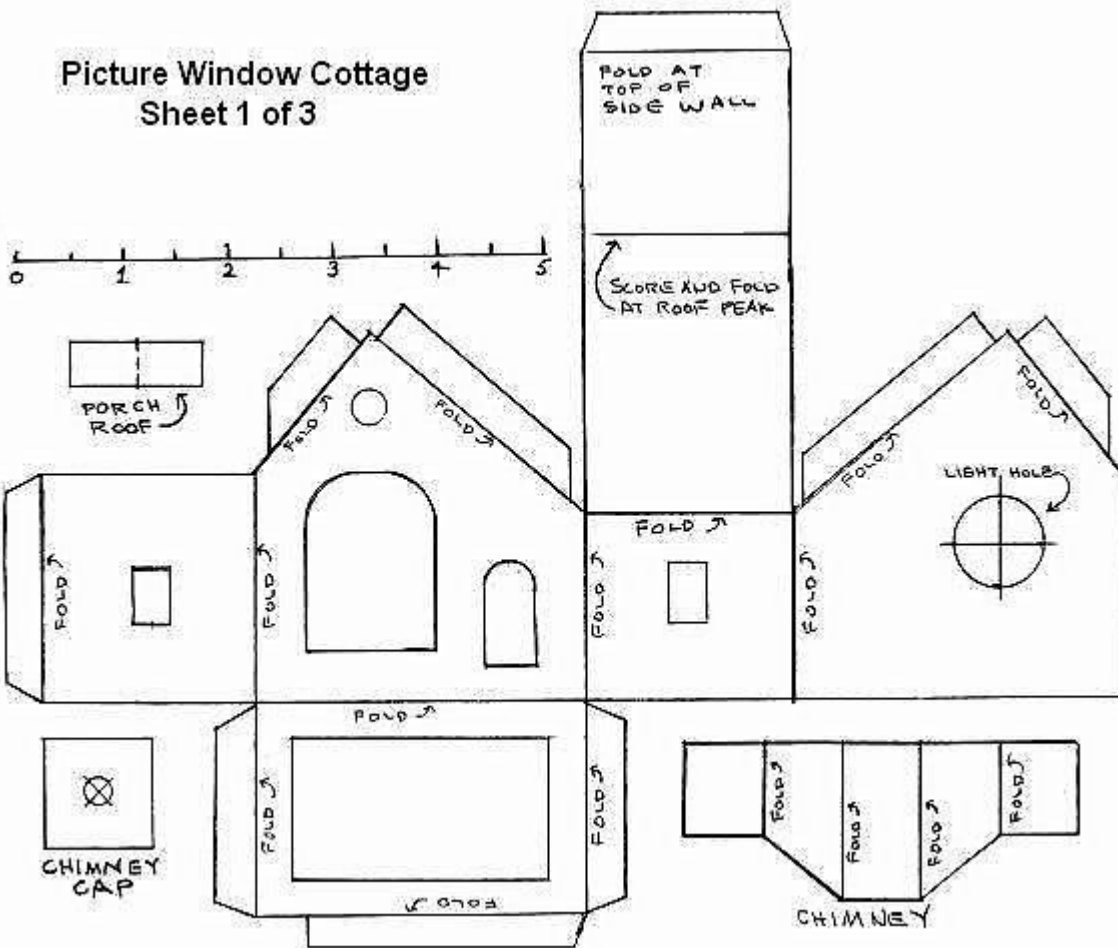 Picture Window Cottage
Sheet 1 of 3
FOLD AT
TOP OF
SIDE WALL
0 1 2 3 4 5
SCORE AND FOLD
AT ROOF PEAK
PORCH
ROOF
FOLD
FOLD
FOLD
FOLD
LIGHT HOLE
FOLD
FOLD
FOLD
FOLD
FOLD
FOLD
CHIMNEY
CAP
FOLD
FOLD
FOLD
FOLD
FOLD
FOLD
FOLD
FOLD
CHIMNEY